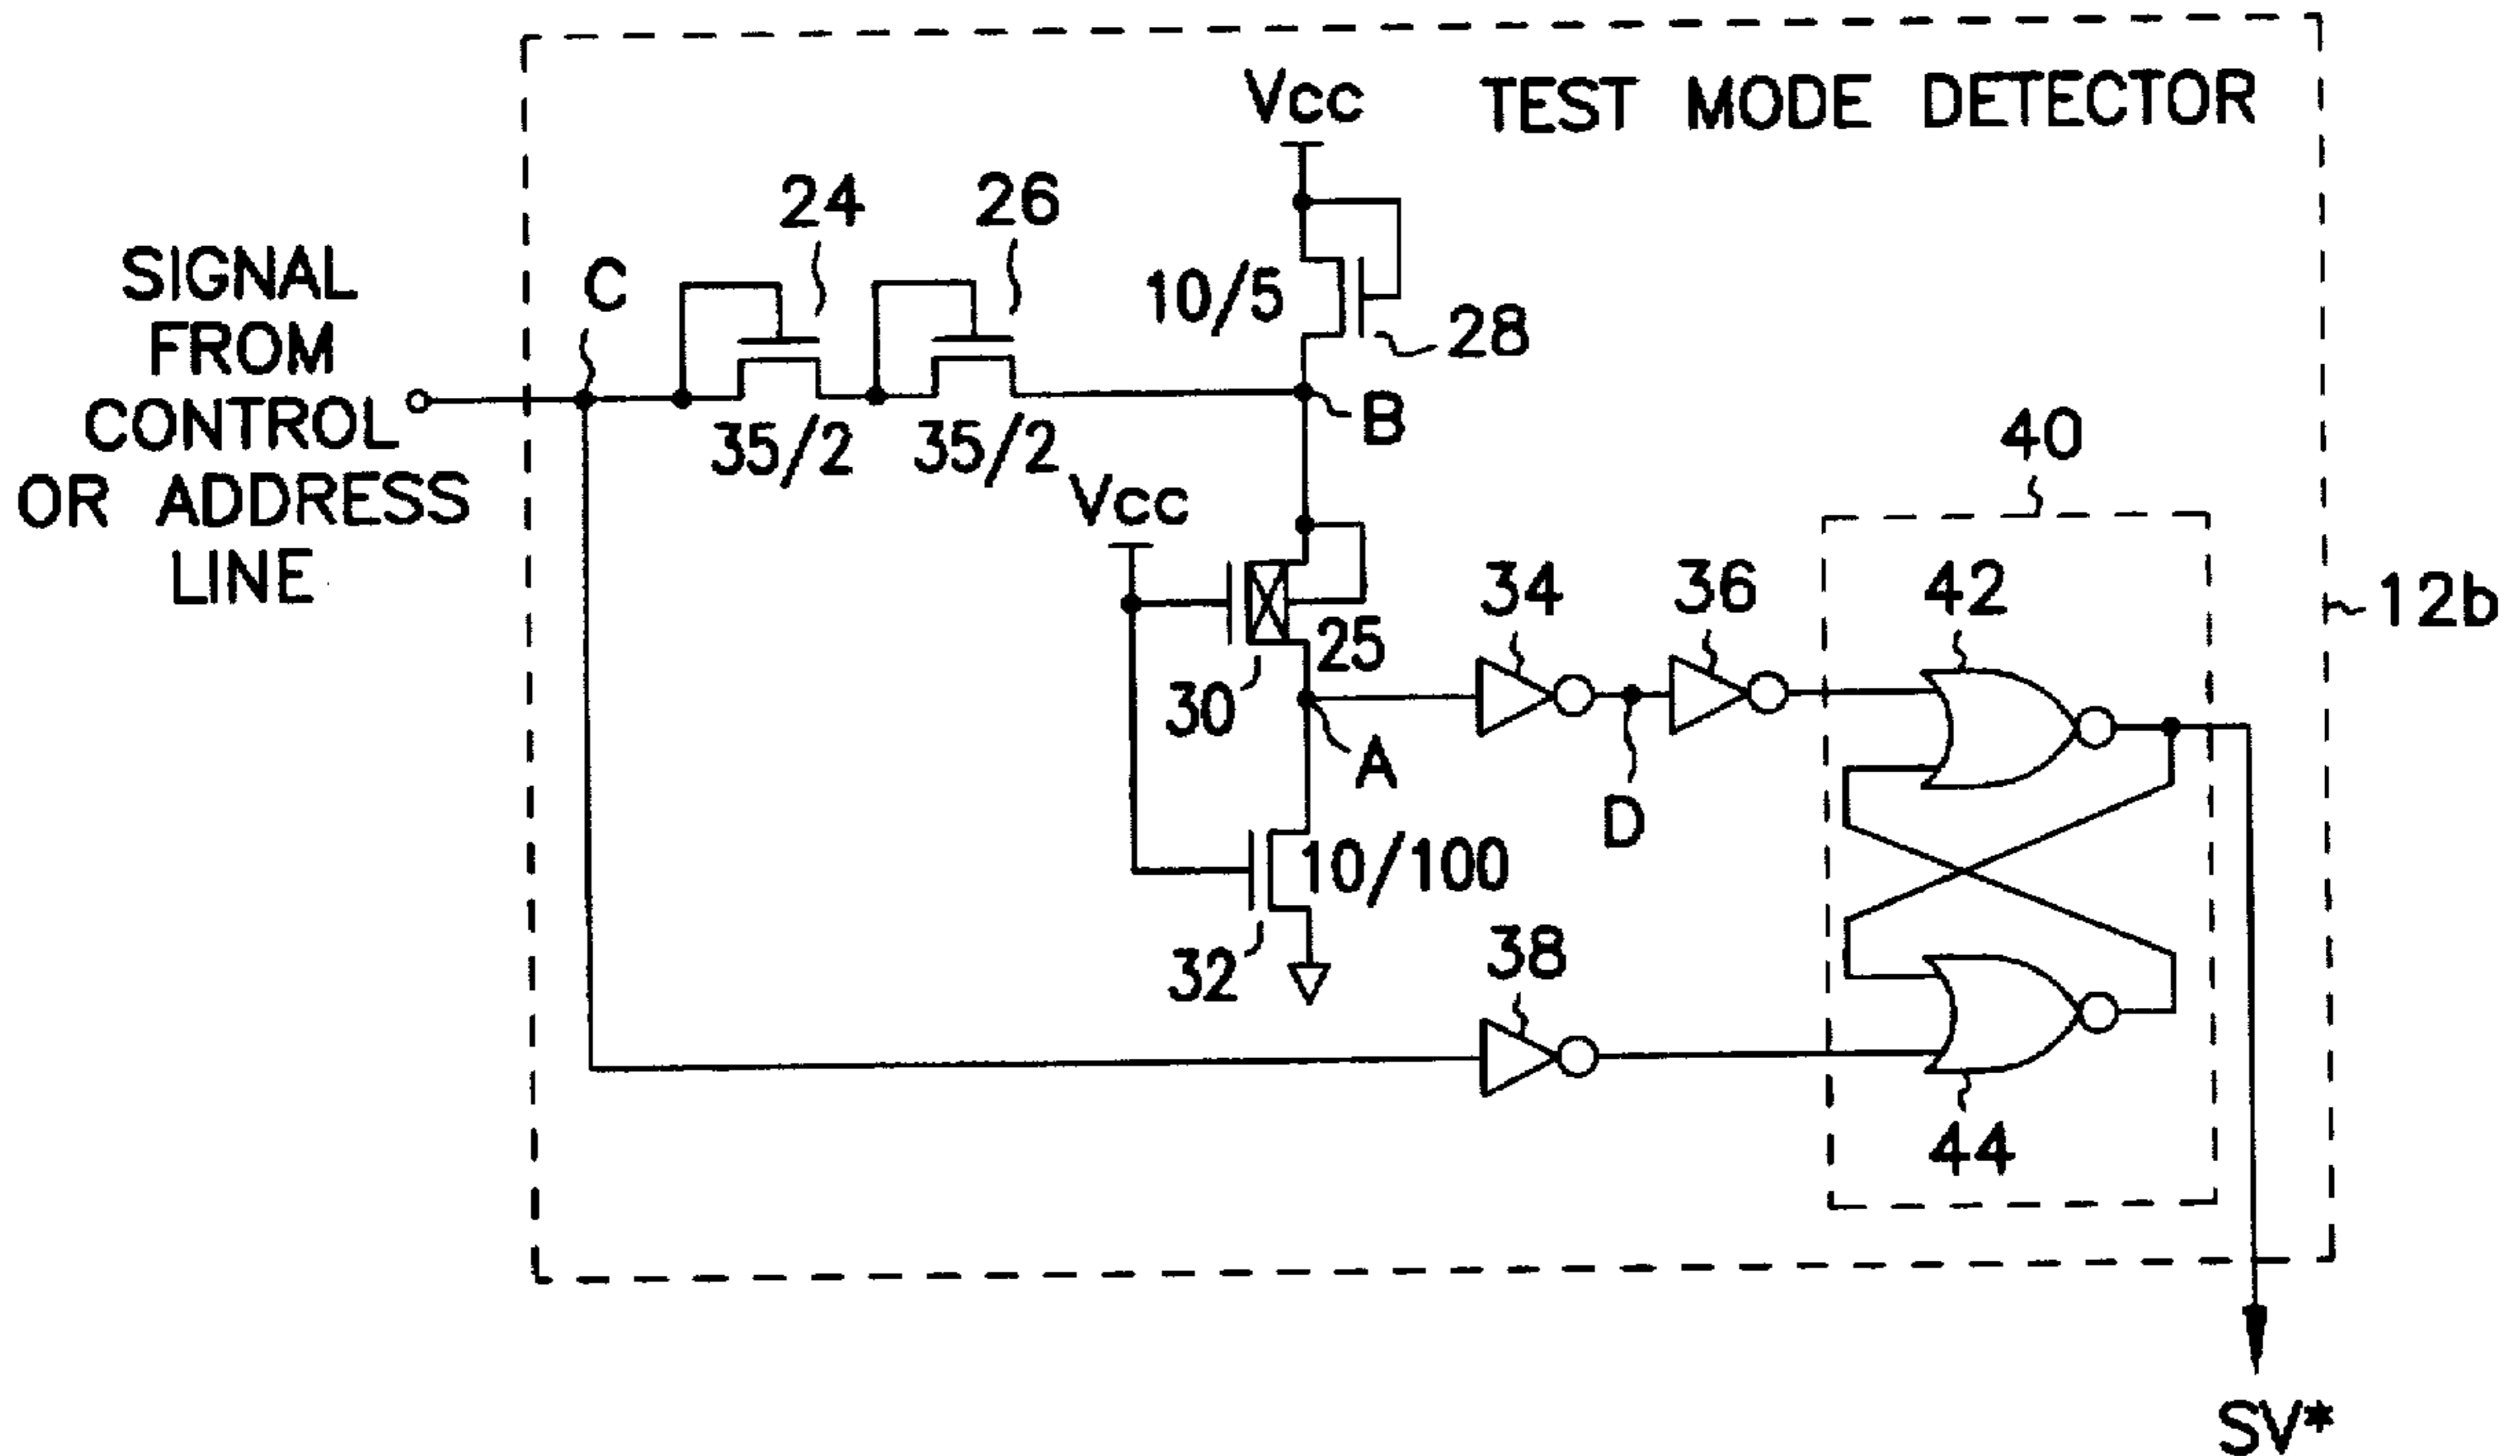 TEST MODE DETECTOR
Vcc
24
26
SIGNAL
FROM
CONTROL
OR ADDRESS
LINE
C
10/5
28
35/2
35/2
B
Vcc
40
34
36
42
12b
25
30
A
D
10/100
32
38
44
SV*